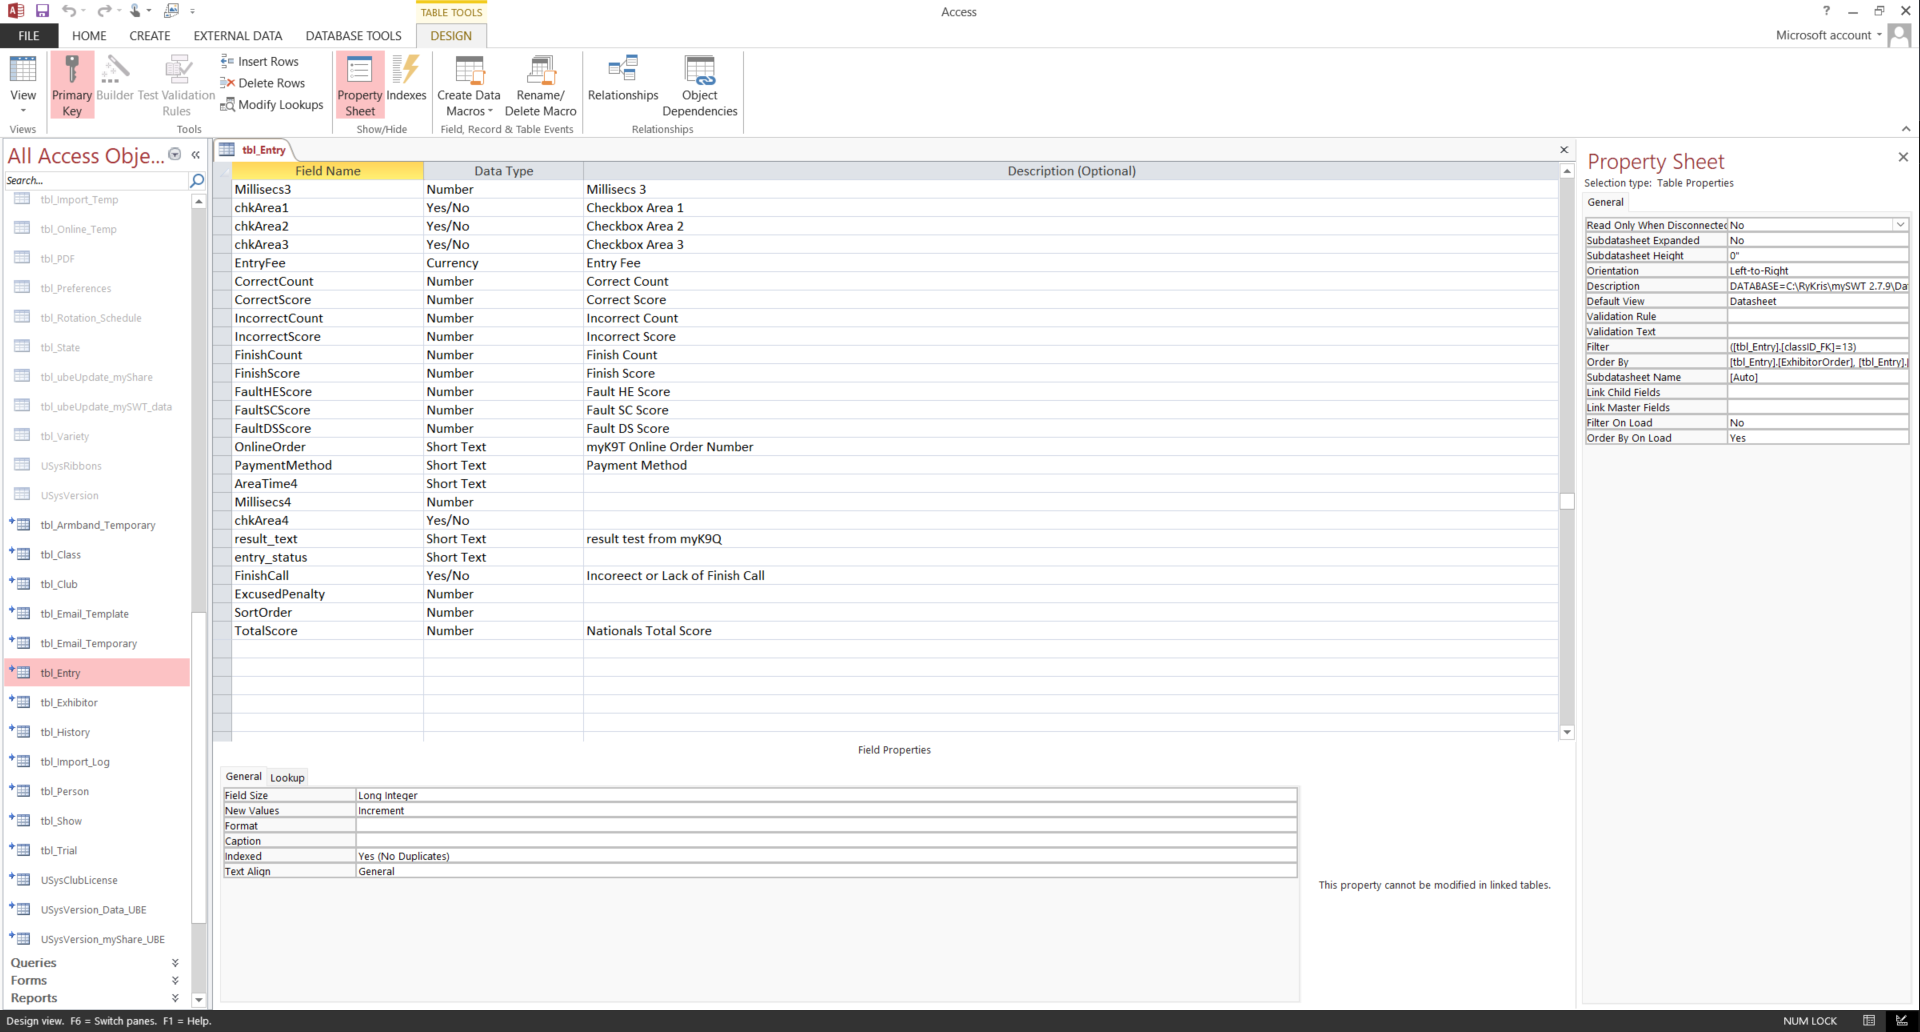 TABLE TOOLS
Access
FILE
HOME
CREATE
EXTERNAL DATA
DATABASE TOOLS
DESIGN
Microsoft account
View
Primary Key
Builder
Test Validation Rules
Insert Rows
Delete Rows
Modify Lookups
Property Sheet
Indexes
Create Data Macros
Rename/ Delete Macro
Relationships
Object Dependencies
Views
Tools
Show/Hide
Field, Record & Table Events
Relationships
All Access Obje...
Search...
tbl_Import_Temp
tbl_Online_Temp
tbl_PDF
tbl_Preferences
tbl_Rotation_Schedule
tbl_State
tbl_ubeUpdate_myShare
tbl_ubeUpdate_mySWT_data
tbl_Variety
USysRibbons
USysVersion
tbl_Armband_Temporary
tbl_Class
tbl_Club
tbl_Email_Template
tbl_Email_Temporary
tbl_Entry
tbl_Exhibitor
tbl_History
tbl_Import_Log
tbl_Person
tbl_Show
tbl_Trial
USysClubLicense
USysVersion_Data_UBE
USysVersion_myShare_UBE
Queries
Forms
Reports
tbl_Entry
Field Name Data Type Description (Optional)
Millisecs3 Number Millisecs 3
chkArea1 Yes/No Checkbox Area 1
chkArea2 Yes/No Checkbox Area 2
chkArea3 Yes/No Checkbox Area 3
EntryFee Currency Entry Fee
CorrectCount Number Correct Count
CorrectScore Number Correct Score
IncorrectCount Number Incorrect Count
IncorrectScore Number Incorrect Score
FinishCount Number Finish Count
FinishScore Number Finish Score
FaultHEScore Number Fault HE Score
FaultSCScore Number Fault SC Score
FaultDSScore Number Fault DS Score
OnlineOrder Short Text myK9T Online Order Number
PaymentMethod Short Text Payment Method
AreaTime4 Short Text
Millisecs4 Number
chkArea4 Yes/No
result_text Short Text result test from myK9Q
entry_status Short Text
FinishCall Yes/No Incoreect or Lack of Finish Call
ExcusedPenalty Number
SortOrder Number
TotalScore Number Nationals Total Score
Field Properties
General Lookup
Field Size Long Integer
New Values Increment
Format
Caption
Indexed Yes (No Duplicates)
Text Align General
This property cannot be modified in linked tables.
Property Sheet
Selection type: Table Properties
General
Read Only When Disconnected No
Subdatasheet Expanded No
Subdatasheet Height 0"
Orientation Left-to-Right
Description DATABASE=C:\RyKris\mySWT 2.7.9\Da
Default View Datasheet
Validation Rule
Validation Text
Filter ([tbl_Entry].[classID_FK]=13)
Order By [tbl_Entry].[ExhibitorOrder], [tbl_Entry].
Subdatasheet Name [Auto]
Link Child Fields
Link Master Fields
Filter On Load No
Order By On Load Yes
Design view. F6 = Switch panes. F1 = Help.
NUM LOCK